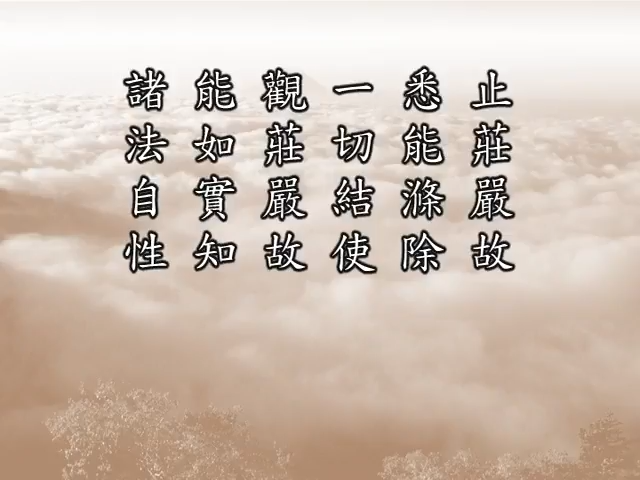 止莊嚴故
悉能滌除
一切結使
觀莊嚴故
能如實知
諸法自性